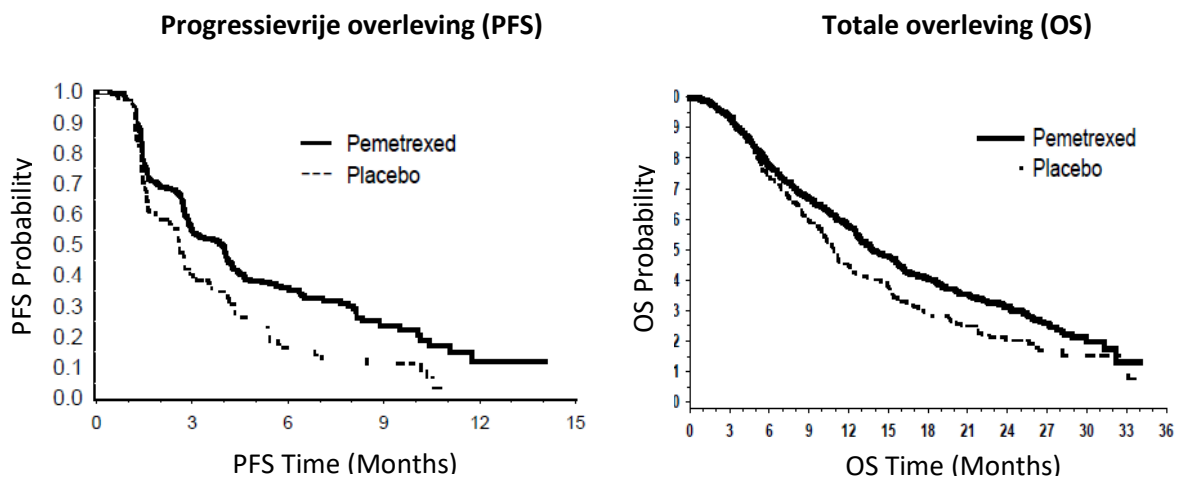 Progressievrije overleving (PFS)
PFS Probability
1.0
0.9
0.8
0.7
0.6
0.5
0.4
0.3
0.2
0.1
0.0
Pemetrexed
Placebo
0 3 6 9 12 15
PFS Time (Months)
Totale overleving (OS)
OS Probability
0
9
8
7
6
5
4
3
2
1
0
Pemetrexed
Placebo
0 3 6 9 12 15 18 21 24 27 30 33 36
OS Time (Months)